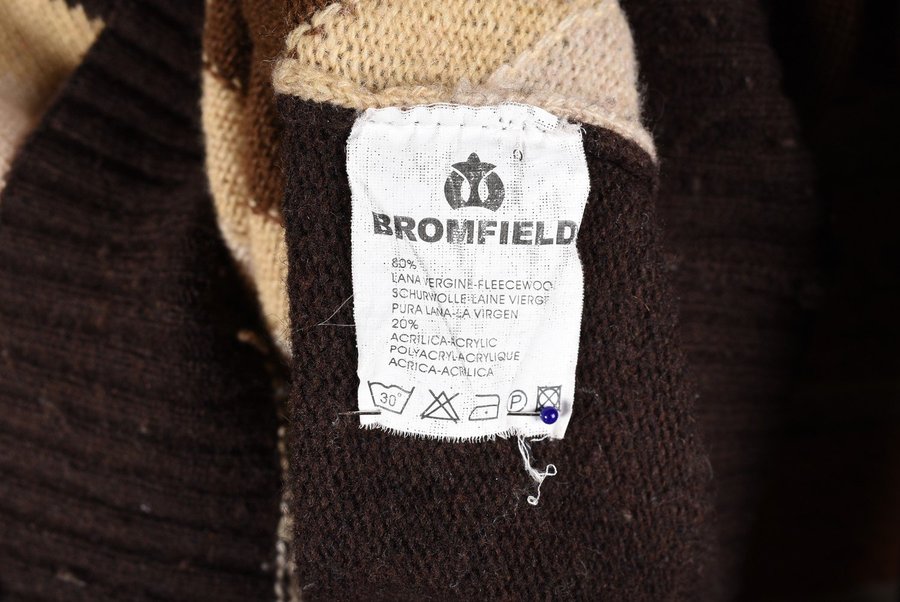 BROMFIELD
80%
LANA VERGINE-FLEECEWOO
SCHURWOLLE-LAINE VIERGE
PURA LANA-LA VIRGEN
20%
ACRILICA-ACRYLIC
POLYACRYL-ACRYLIQUE
ACRICA-ACRILICA
30° P